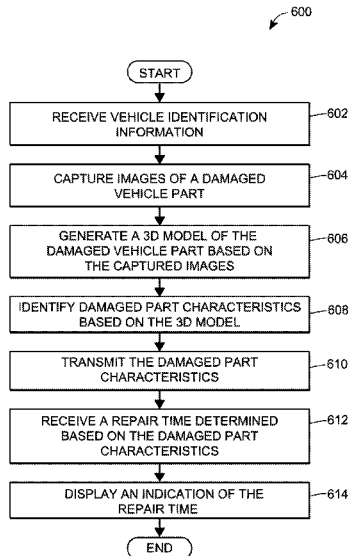 600
START
RECEIVE VEHICLE IDENTIFICATION
INFORMATION
602
CAPTURE IMAGES OF A DAMAGED
VEHICLE PART
604
GENERATE A 3D MODEL OF THE
DAMAGED VEHICLE PART BASED ON
THE CAPTURED IMAGES
606
IDENTIFY DAMAGED PART CHARACTERISTICS
BASED ON THE 3D MODEL
608
TRANSMIT THE DAMAGED PART
CHARACTERISTICS
610
RECEIVE A REPAIR TIME DETERMINED
BASED ON THE DAMAGED PART
CHARACTERISTICS
612
DISPLAY AN INDICATION OF THE
REPAIR TIME
614
END